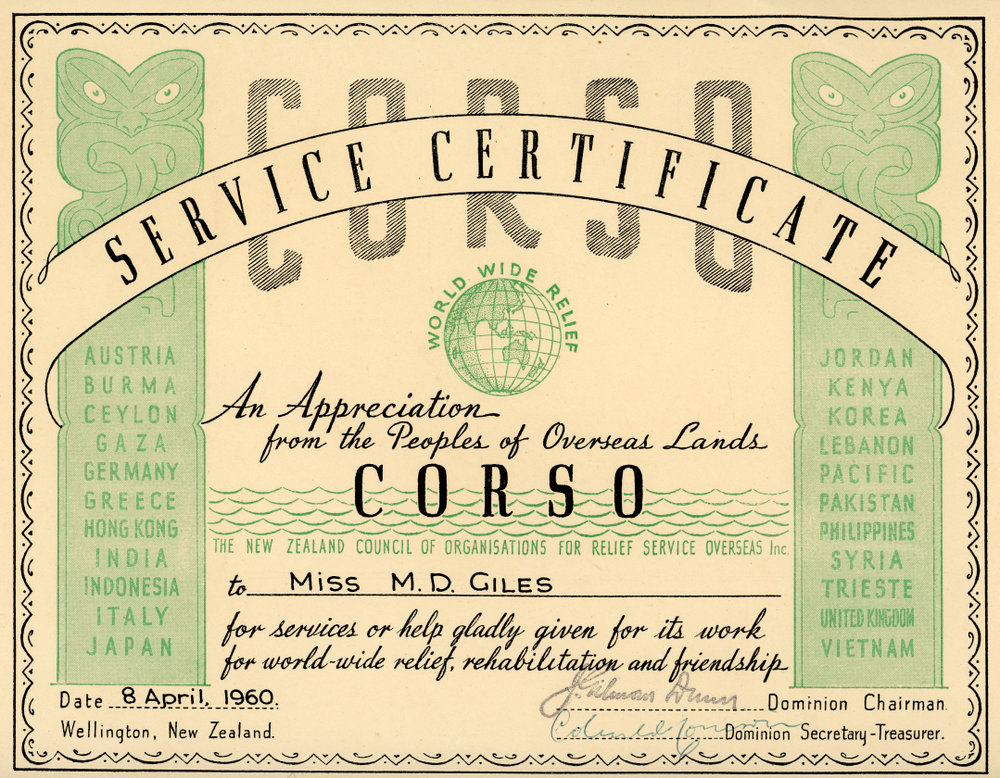 CORSO
SERVICE CERTIFICATE
WORLD WIDE RELIEF
AUSTRIA
BURMA
CEYLON
GAZA
GERMANY
GREECE
HONG KONG
INDIA
INDONESIA
ITALY
JAPAN
JORDAN
KENYA
KOREA
LEBANON
PACIFIC
PAKISTAN
PHILIPPINES
SYRIA
TRIESTE
UNITED KINGDOM
VIETNAM
An Appreciation
from the Peoples of Overseas Lands
CORSO
THE NEW ZEALAND COUNCIL OF ORGANISATIONS FOR RELIEF SERVICE OVERSEAS Inc.
to Miss M.D. GILES
for services or help gladly given for its work
for world-wide relief, rehabilitation and friendship
Date 8 April, 1960.
Wellington, New Zealand.
Dunn Dominion Chairman
Dominion Secretary-Treasurer.